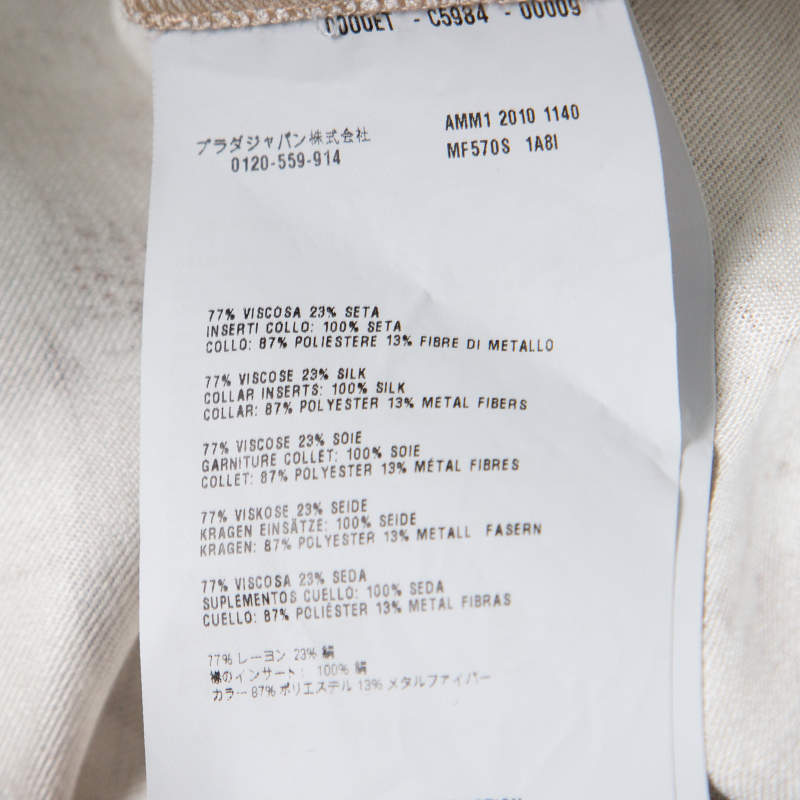 - C5984 - 00009
プラダジャパン株式会社
0120-559-914
AMM1 2010 1140
MF570S 1A8I
77% VISCOSA 23% SETA
INSERTI COLLO: 100% SETA
COLLO: 87% POLIESTERE 13% FIBRE DI METALLO
77% VISCOSE 23% SILK
COLLAR INSERTS: 100% SILK
COLLAR: 87% POLYESTER 13% METAL FIBERS
77% VISCOSE 23% SOIE
GARNITURE COLLET: 100% SOIE
COLLET: 87% POLYESTER 13% MÉTAL FIBRES
77% VISKOSE 23% SEIDE
KRAGEN EINSÄTZE: 100% SEIDE
KRAGEN: 87% POLYESTER 13% METALL FASERN
77% VISCOSA 23% SEDA
SUPLEMENTOS CUELLO: 100% SEDA
CUELLO: 87% POLIÉSTER 13% METAL FIBRAS
77% レーヨン 23% 絹
襟のインサート: 100% 絹
カラー 87% ポリエステル 13% メタルファイバー